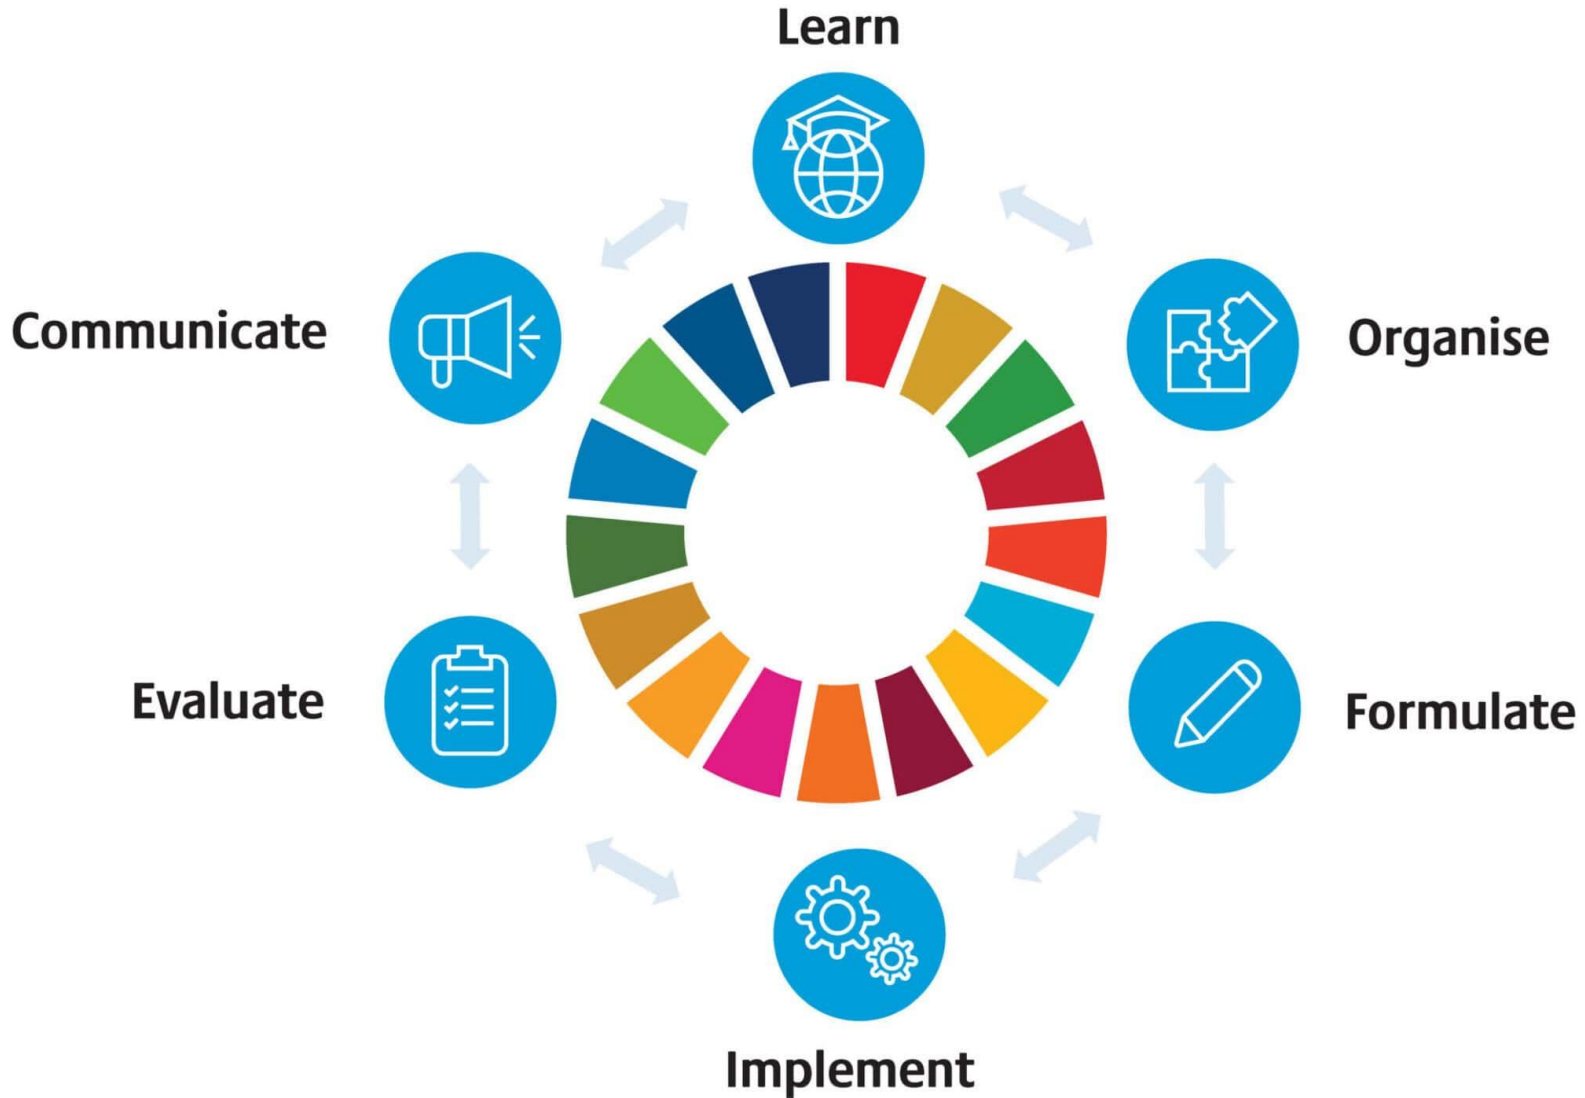 Learn
Communicate
Organise
Evaluate
Formulate
Implement